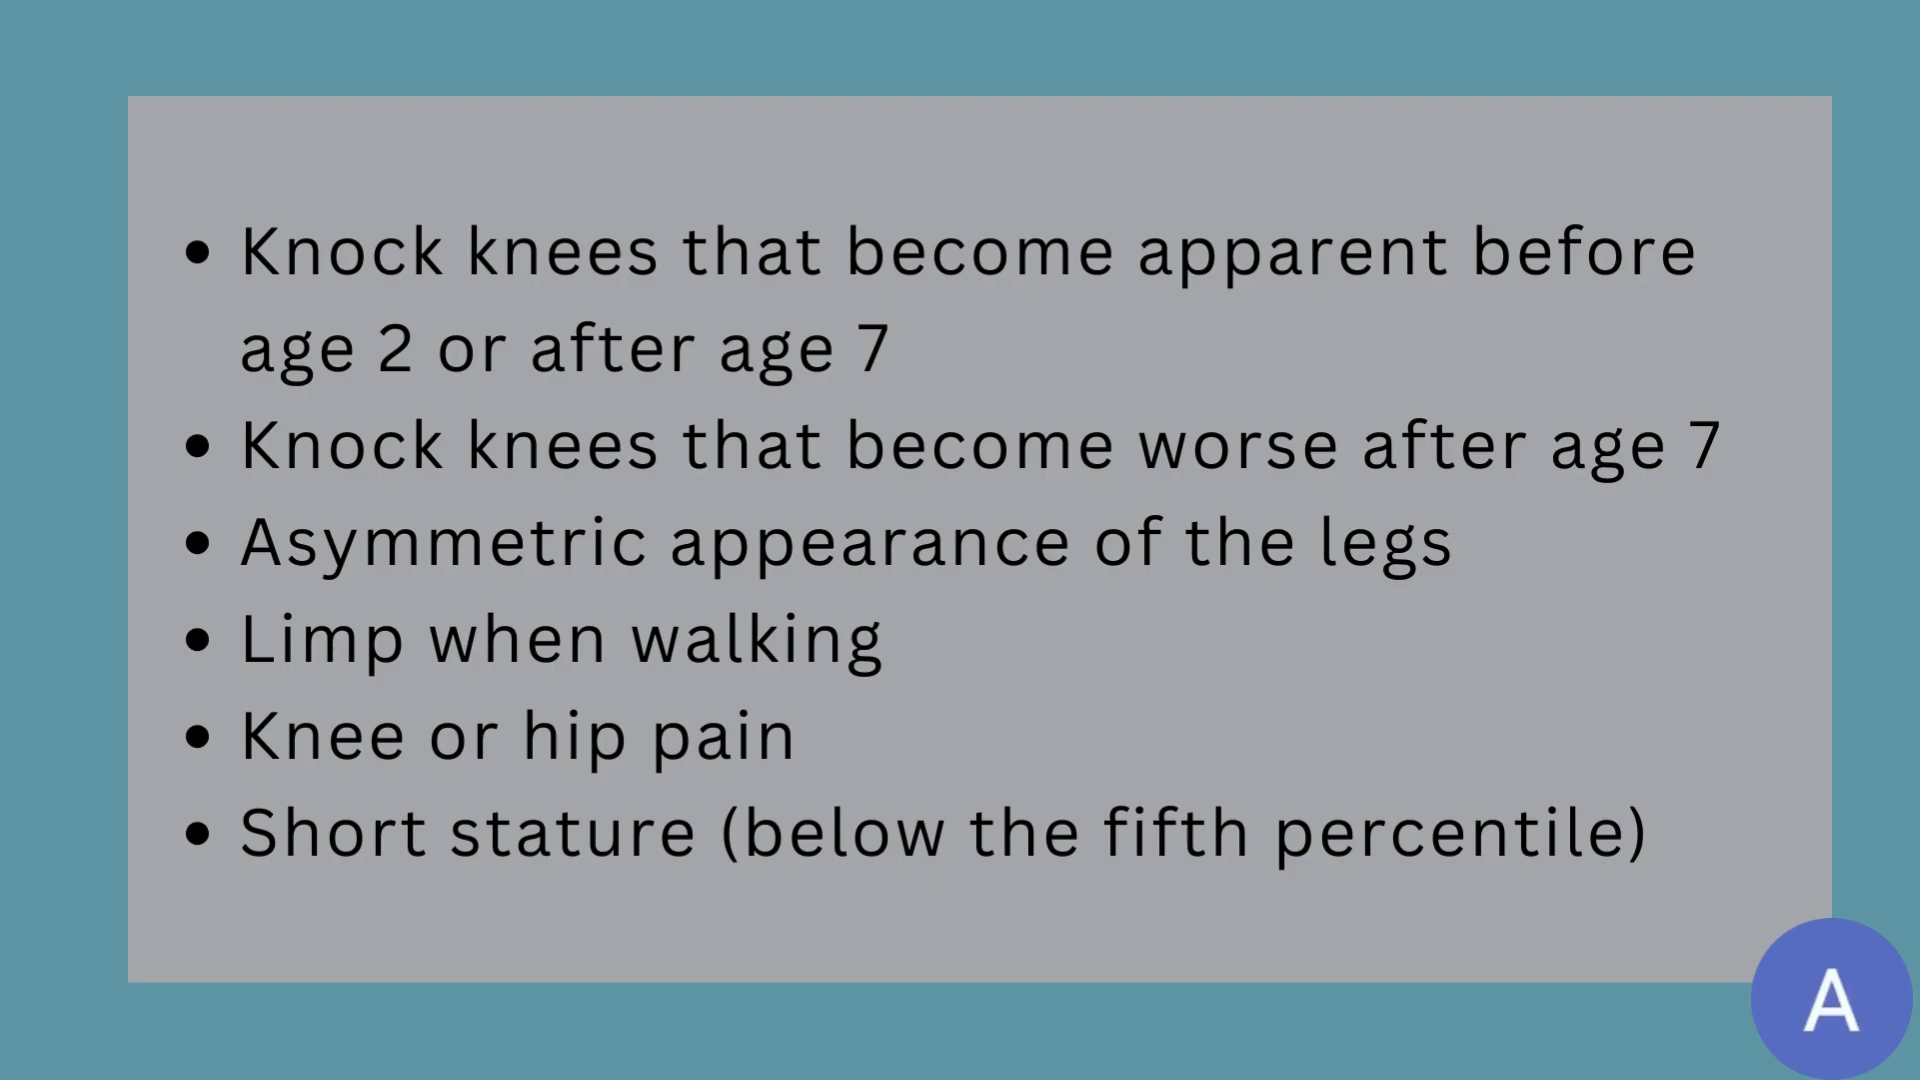 • Knock knees that become apparent before
age 2 or after age 7
• Knock knees that become worse after age 7
• Asymmetric appearance of the legs
• Limp when walking
• Knee or hip pain
• Short stature (below the fifth percentile)
A